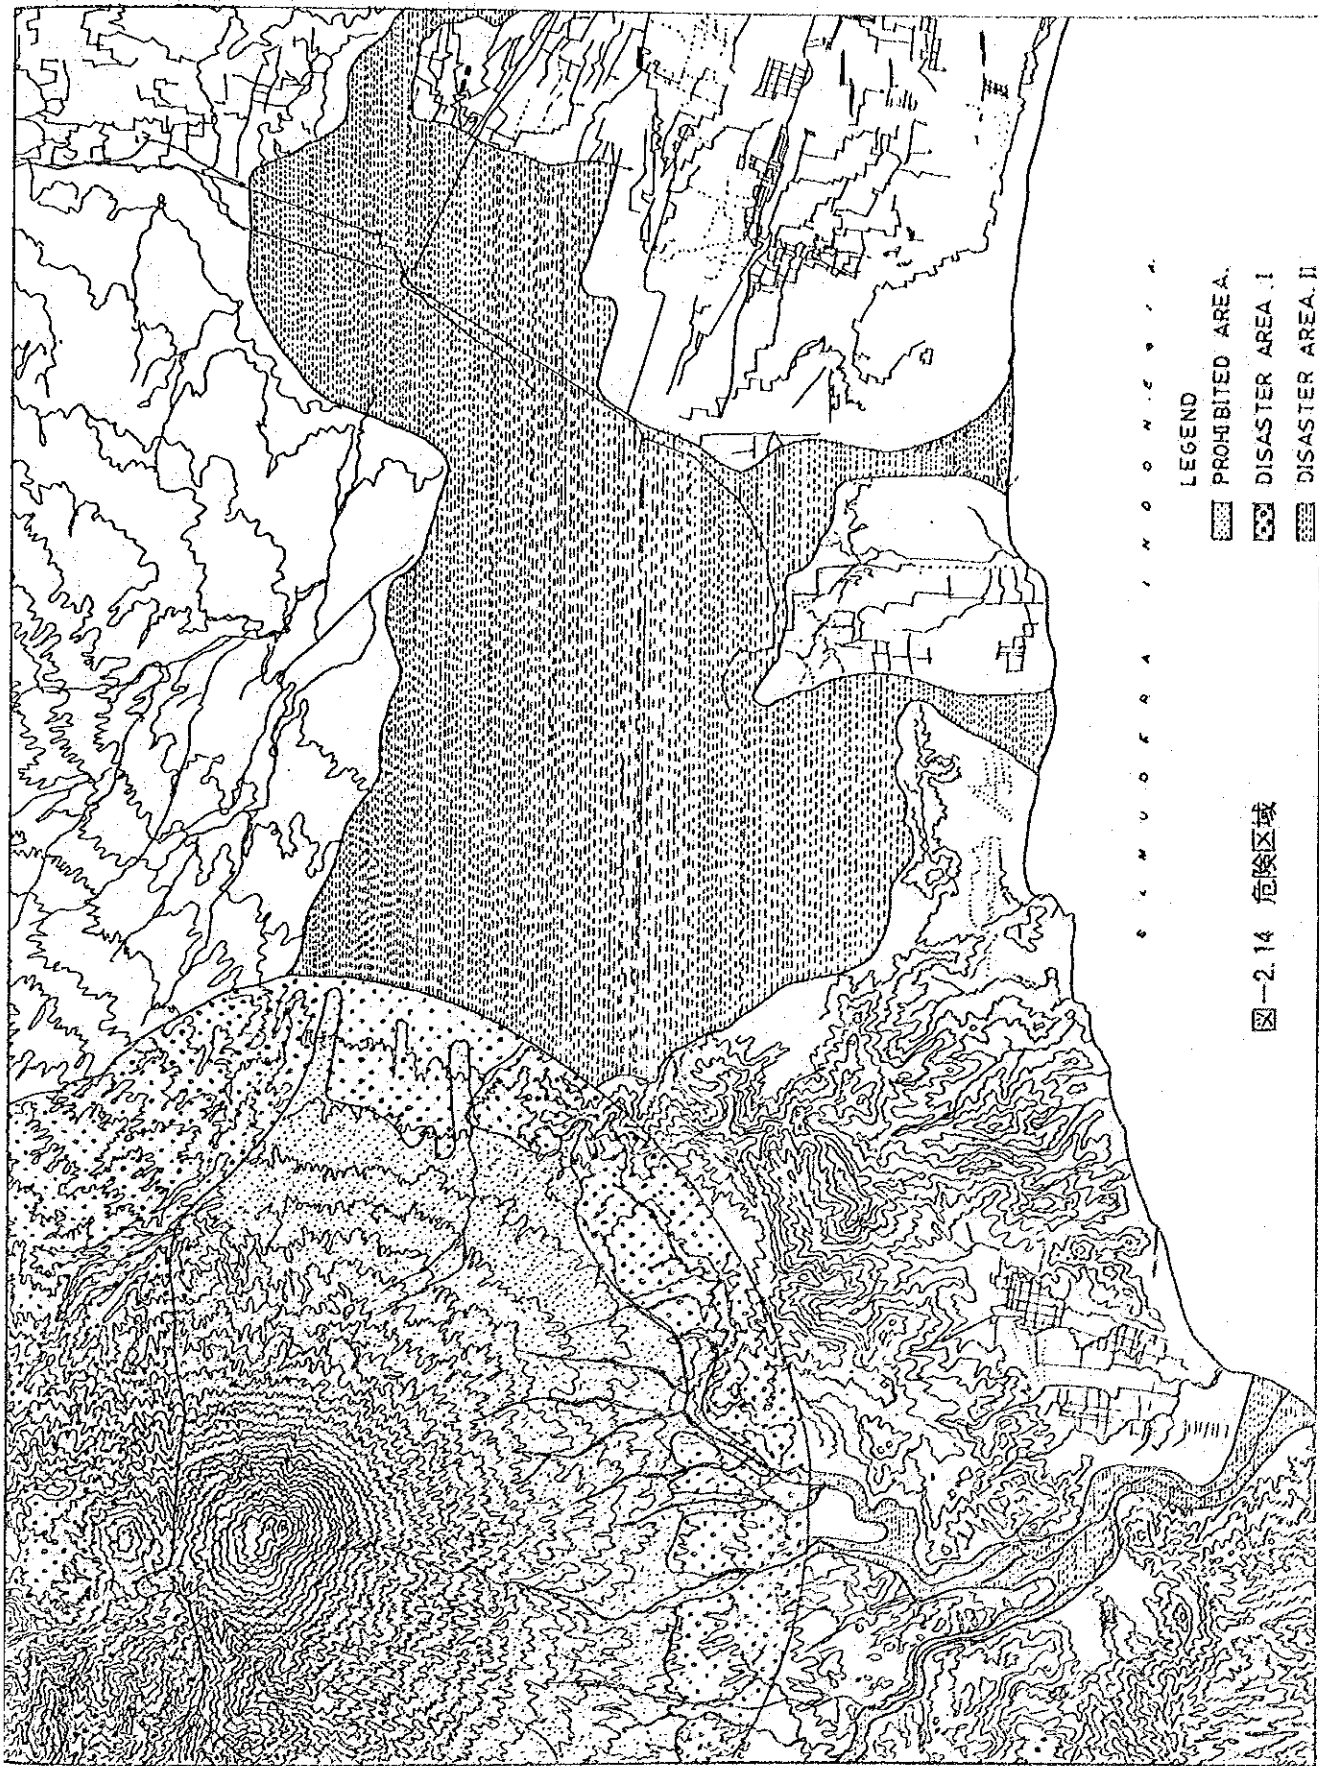 SAMUDERA INDONESIA
LEGEND
PROHIBITED AREA.
DISASTER AREA. I
DISASTER AREA. II
図-2.14 危険区域